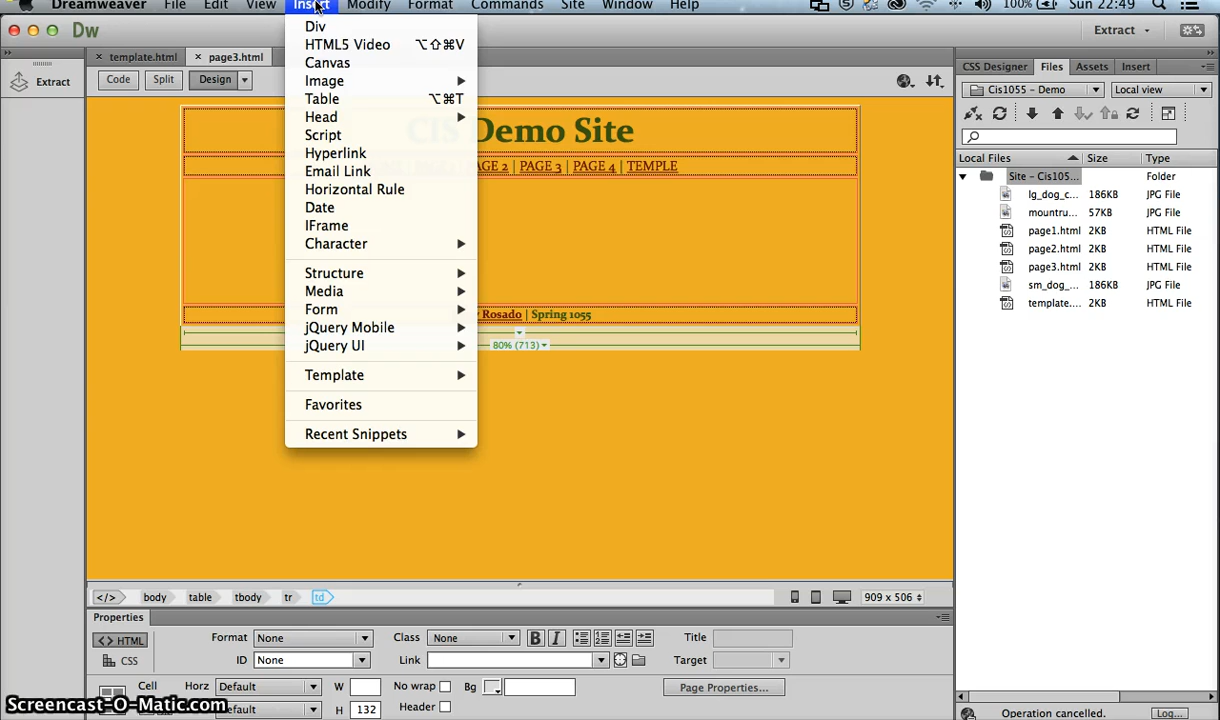 Dreamweaver File Edit View Insert Modify Format Commands Site Window Help 100% Sun 22:49
Dw Extract
template.html page3.html
Extract
Code Split Design
Div
HTML5 Video ⌥⇧⌘V
Canvas
Image
Table ⌥⌘T
Head
Script
Hyperlink
Email Link
Horizontal Rule
Date
IFrame
Character
Structure
Media
Form
jQuery Mobile
jQuery UI
Template
Favorites
Recent Snippets
CIS Demo Site
AGE 2 | PAGE 3 | PAGE 4 | TEMPLE
Rosado | Spring 1055
80% (713)
CSS Designer Files Assets Insert
Cis1055 - Demo Local view
Local Files Size Type
Site - Cis105... Folder
lg_dog_c... 186KB JPG File
mountru... 57KB JPG File
page1.html 2KB HTML File
page2.html 2KB HTML File
page3.html 2KB HTML File
sm_dog_... 186KB JPG File
template.... 2KB HTML File
</> body table tbody tr td 909 x 506
Properties
<> HTML Format None Class None B I Title
CSS ID None Link Target
Cell Horz Default W No wrap Bg Page Properties...
Default H 132 Header
Operation cancelled. Log...
Screencast-O-Matic.com